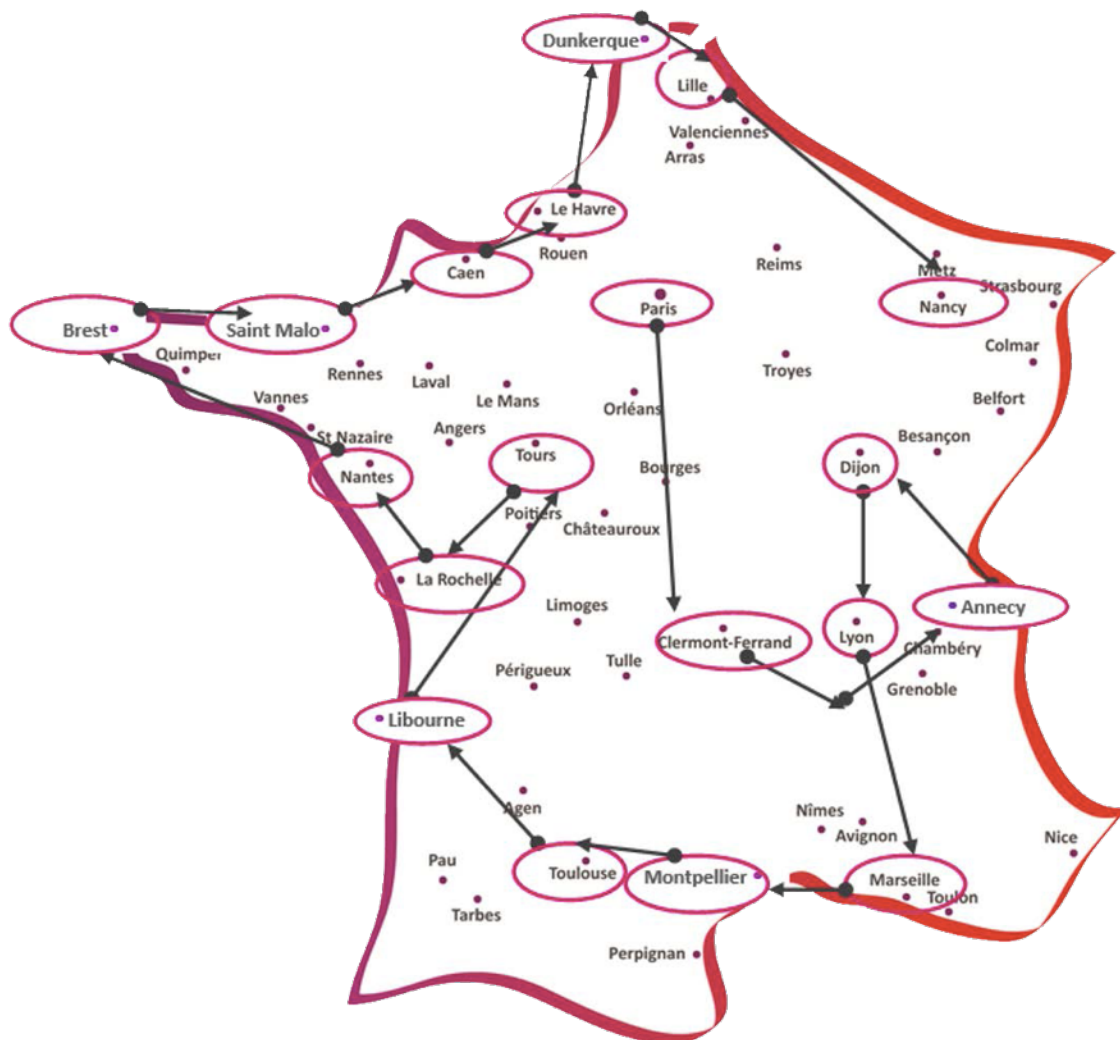 Dunkerque
Lille
Valenciennes
Arras
Le Havre
Rouen
Caen
Reims
Metz
Strasbourg
Nancy
Paris
Brest
Saint Malo
Quimper
Rennes
Laval
Le Mans
Orléans
Troyes
Colmar
Belfort
Vannes
St Nazaire
Angers
Tours
Besançon
Dijon
Nantes
Bourges
Poitiers
Châteauroux
La Rochelle
Limoges
Annecy
Clermont-Ferrand
Lyon
Chambéry
Grenoble
Périgueux
Tulle
Libourne
Agen
Nîmes
Avignon
Nice
Pau
Toulouse
Montpellier
Marseille
Toulon
Tarbes
Perpignan